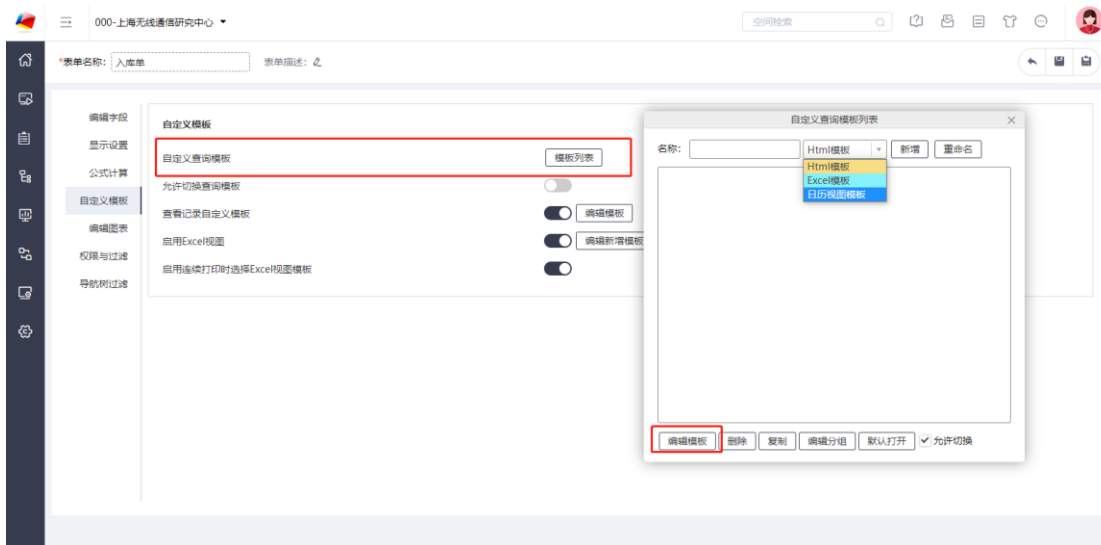 000-上海无线通信研究中心
空间检索
*表单名称: 入库单
表单描述:
编辑字段
显示设置
公式计算
自定义模板
编辑图表
权限与过滤
导航树过滤
自定义模板
自定义查询模板 模板列表
允许切换查询模板
查看记录自定义模板 编辑模板
启用Excel视图 编辑新增模板
启用连续打印时选择Excel视图模板
自定义查询模板列表
名称: Html模板 新增 重命名
Html模板
Excel模板
日历视图模板
编辑模板 删除 复制 编辑分组 默认打开 允许切换